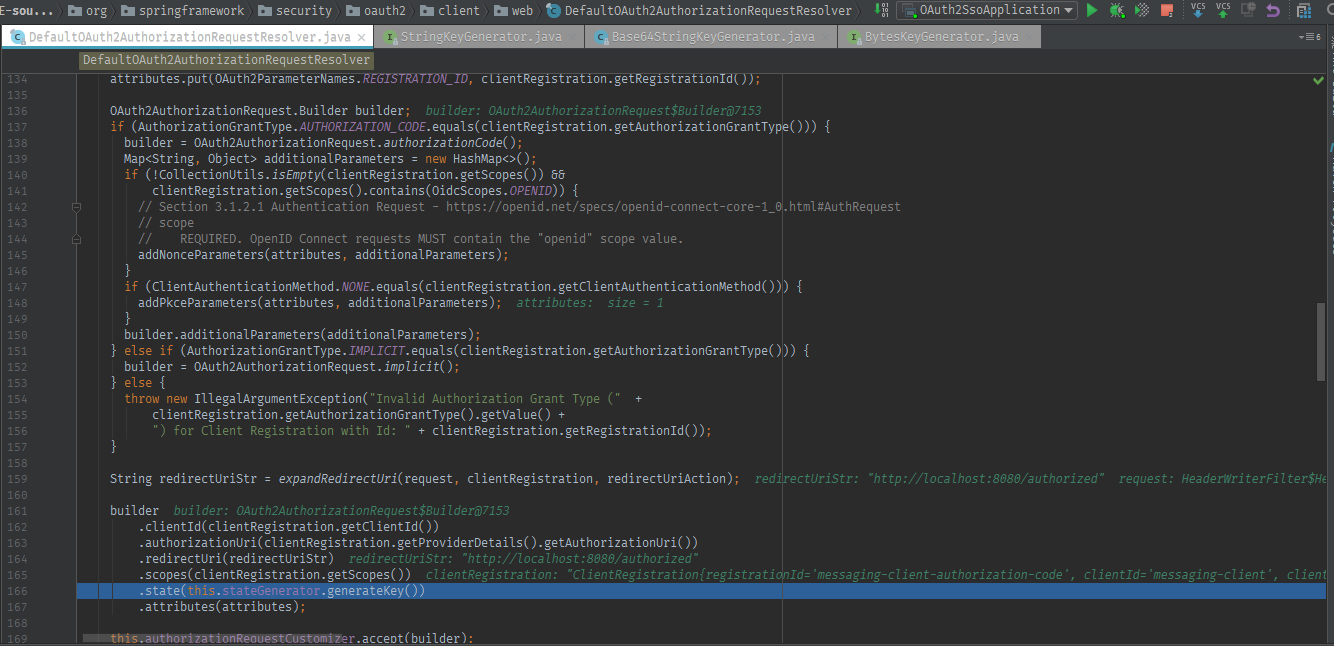 E-sou... org springframework security oauth2 client web DefaultOAuth2AuthorizationRequestResolver OAuth2SsoApplication VCS VCS
DefaultOAuth2AuthorizationRequestResolver.java StringKeyGenerator.java Base64StringKeyGenerator.java BytesKeyGenerator.java 6
DefaultOAuth2AuthorizationRequestResolver
134 attributes.put(OAuth2ParameterNames.REGISTRATION_ID, clientRegistration.getRegistrationId());
135
136 OAuth2AuthorizationRequest.Builder builder; builder: OAuth2AuthorizationRequest$Builder@7153
137 if (AuthorizationGrantType.AUTHORIZATION_CODE.equals(clientRegistration.getAuthorizationGrantType())) {
138 builder = OAuth2AuthorizationRequest.authorizationCode();
139 Map<String, Object> additionalParameters = new HashMap<>();
140 if (!CollectionUtils.isEmpty(clientRegistration.getScopes()) &&
141 clientRegistration.getScopes().contains(OidcScopes.OPENID)) {
142 // Section 3.1.2.1 Authentication Request - https://openid.net/specs/openid-connect-core-1_0.html#AuthRequest
143 // scope
144 // REQUIRED. OpenID Connect requests MUST contain the "openid" scope value.
145 addNonceParameters(attributes, additionalParameters);
146 }
147 if (ClientAuthenticationMethod.NONE.equals(clientRegistration.getClientAuthenticationMethod())) {
148 addPkceParameters(attributes, additionalParameters); attributes: size = 1
149 }
150 builder.additionalParameters(additionalParameters);
151 } else if (AuthorizationGrantType.IMPLICIT.equals(clientRegistration.getAuthorizationGrantType())) {
152 builder = OAuth2AuthorizationRequest.implicit();
153 } else {
154 throw new IllegalArgumentException("Invalid Authorization Grant Type (" +
155 clientRegistration.getAuthorizationGrantType().getValue() +
156 ") for Client Registration with Id: " + clientRegistration.getRegistrationId());
157 }
158
159 String redirectUriStr = expandRedirectUri(request, clientRegistration, redirectUriAction); redirectUriStr: "http://localhost:8080/authorized" request: HeaderWriterFilter$He
160
161 builder builder: OAuth2AuthorizationRequest$Builder@7153
162 .clientId(clientRegistration.getClientId())
163 .authorizationUri(clientRegistration.getProviderDetails().getAuthorizationUri())
164 .redirectUri(redirectUriStr) redirectUriStr: "http://localhost:8080/authorized"
165 .scopes(clientRegistration.getScopes()) clientRegistration: "ClientRegistration{registrationId='messaging-client-authorization-code', clientId='messaging-client', client
166 .state(this.stateGenerator.generateKey())
167 .attributes(attributes);
168
169 this.authorizationRequestCustomizer.accept(builder);